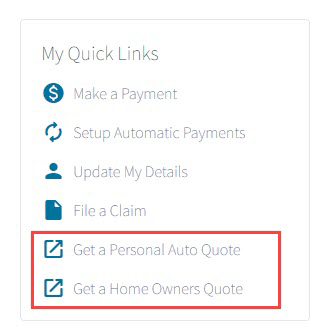 My Quick Links
Make a Payment
Setup Automatic Payments
Update My Details
File a Claim
Get a Personal Auto Quote
Get a Home Owners Quote